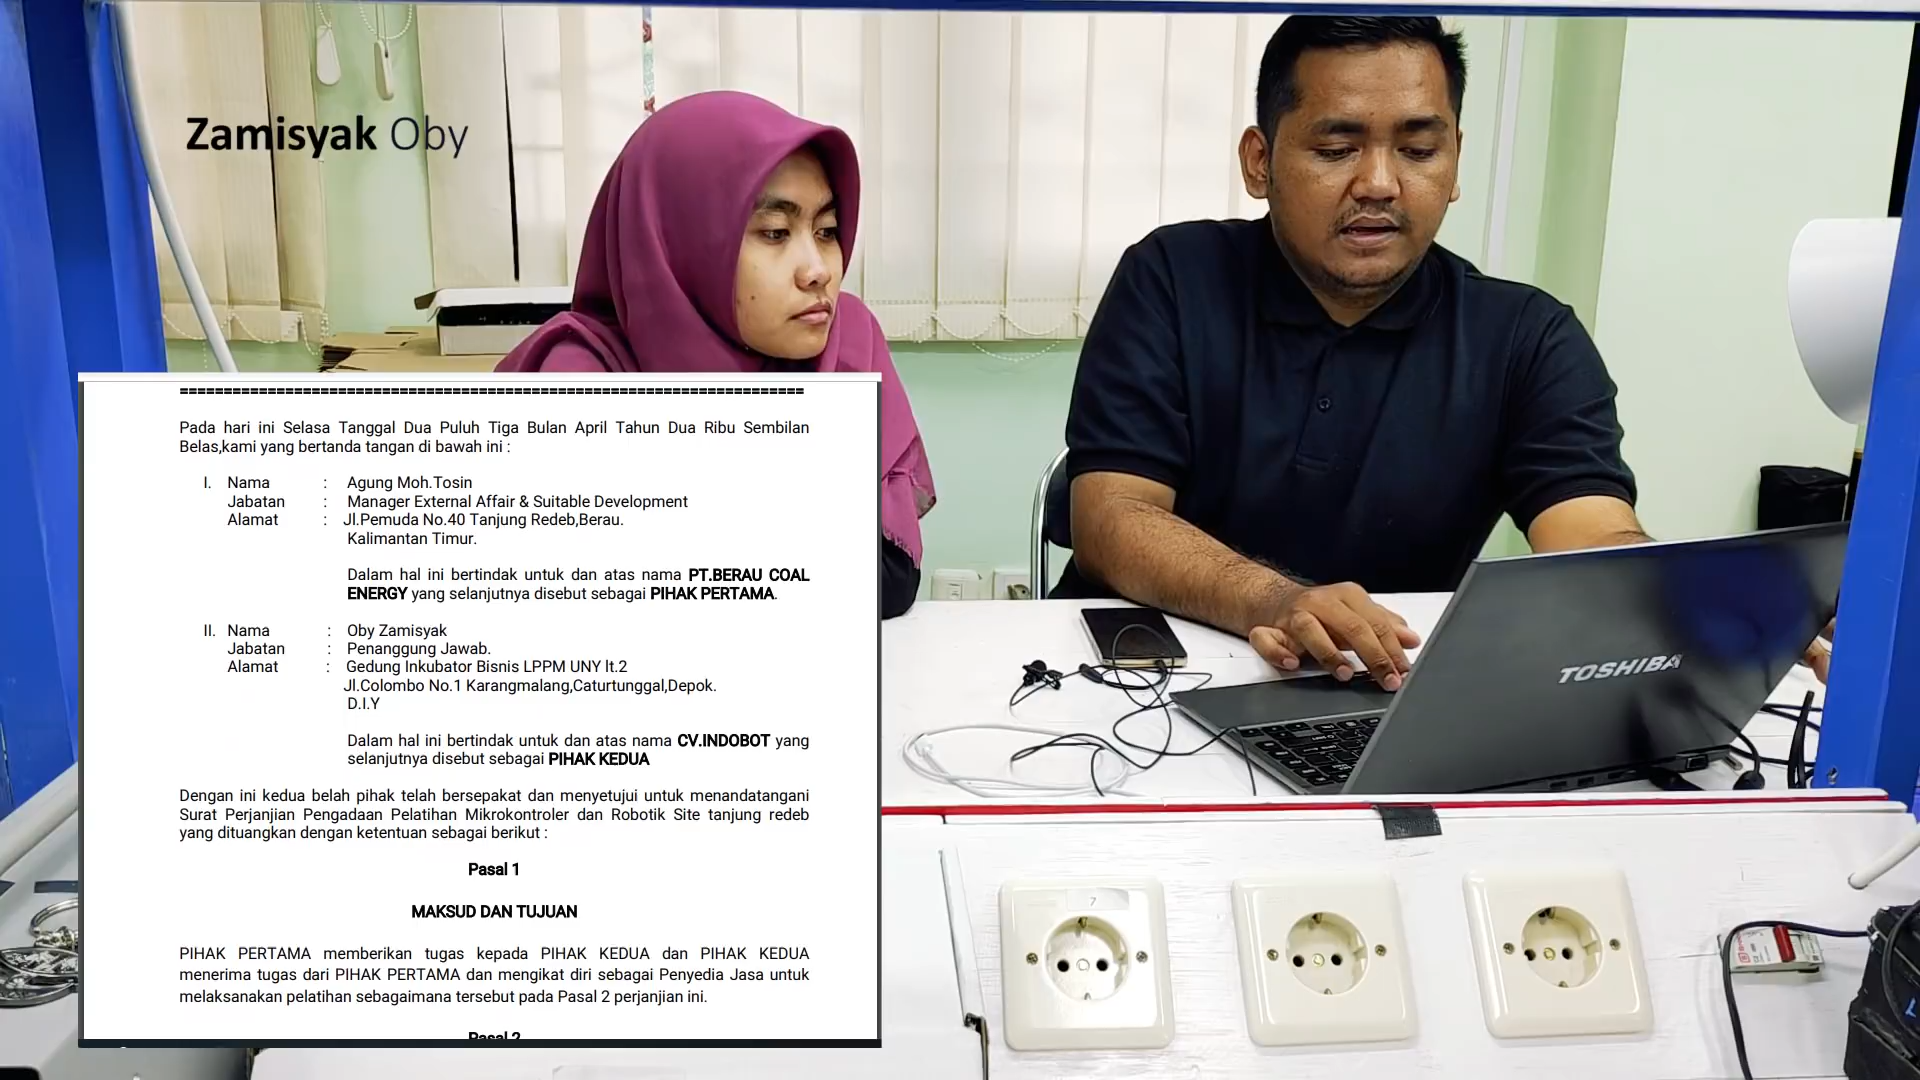 Zamisyak Oby
========================================================================
Pada hari ini Selasa Tanggal Dua Puluh Tiga Bulan April Tahun Dua Ribu Sembilan
Belas,kami yang bertanda tangan di bawah ini :
I. Nama : Agung Moh.Tosin
Jabatan : Manager External Affair & Suitable Development
Alamat : Jl.Pemuda No.40 Tanjung Redeb,Berau.
Kalimantan Timur.
Dalam hal ini bertindak untuk dan atas nama PT.BERAU COAL
ENERGY yang selanjutnya disebut sebagai PIHAK PERTAMA.
II. Nama : Oby Zamisyak
Jabatan : Penanggung Jawab.
Alamat : Gedung Inkubator Bisnis LPPM UNY lt.2
Jl.Colombo No.1 Karangmalang,Caturtunggal,Depok.
D.I.Y
Dalam hal ini bertindak untuk dan atas nama CV.INDOBOT yang
selanjutnya disebut sebagai PIHAK KEDUA
Dengan ini kedua belah pihak telah bersepakat dan menyetujui untuk menandatangani
Surat Perjanjian Pengadaan Pelatihan Mikrokontroler dan Robotik Site tanjung redeb
yang dituangkan dengan ketentuan sebagai berikut :
Pasal 1
MAKSUD DAN TUJUAN
PIHAK PERTAMA memberikan tugas kepada PIHAK KEDUA dan PIHAK KEDUA
menerima tugas dari PIHAK PERTAMA dan mengikat diri sebagai Penyedia Jasa untuk
melaksanakan pelatihan sebagaimana tersebut pada Pasal 2 perjanjian ini.
Pasal 2
TOSHIBA
7